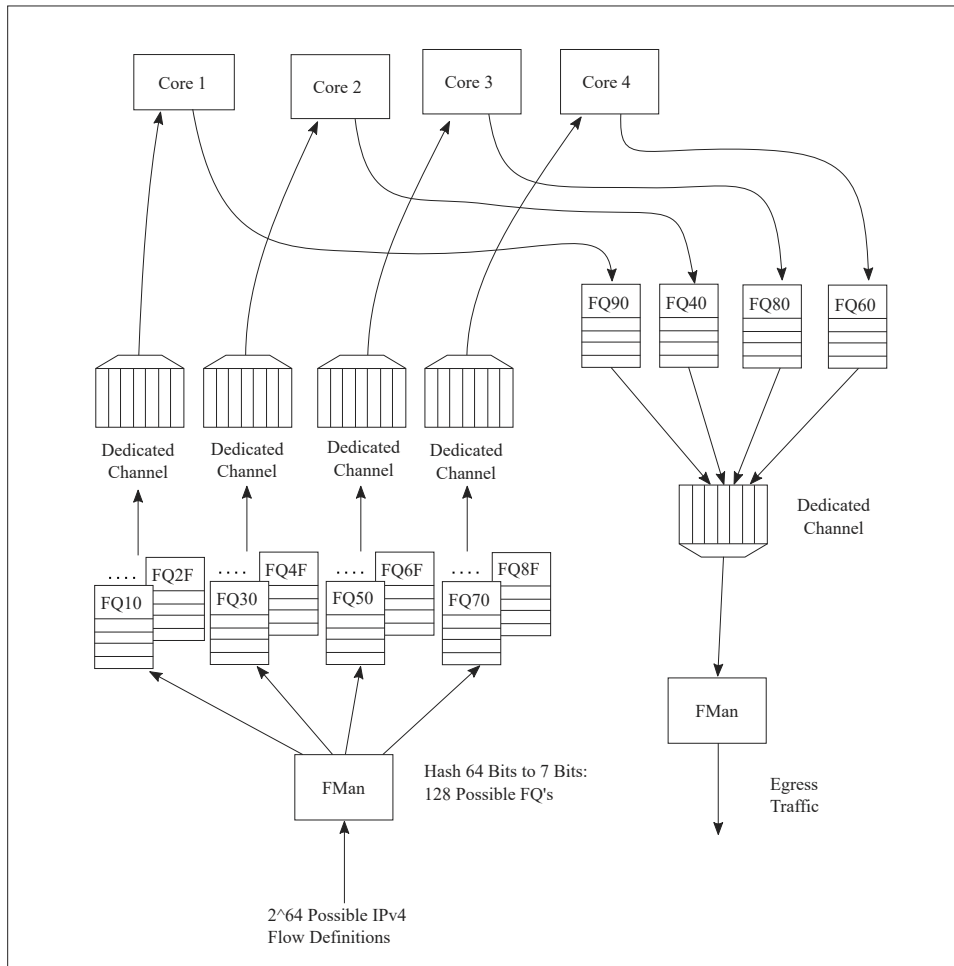 Core 1
Core 2
Core 3
Core 4
FQ90
FQ40
FQ80
FQ60
Dedicated
Channel
Dedicated
Channel
Dedicated
Channel
Dedicated
Channel
Dedicated
Channel
....
FQ2F
FQ10
....
FQ4F
FQ30
....
FQ6F
FQ50
....
FQ8F
FQ70
FMan
FMan
Hash 64 Bits to 7 Bits:
128 Possible FQ's
Egress
Traffic
2^64 Possible IPv4
Flow Definitions